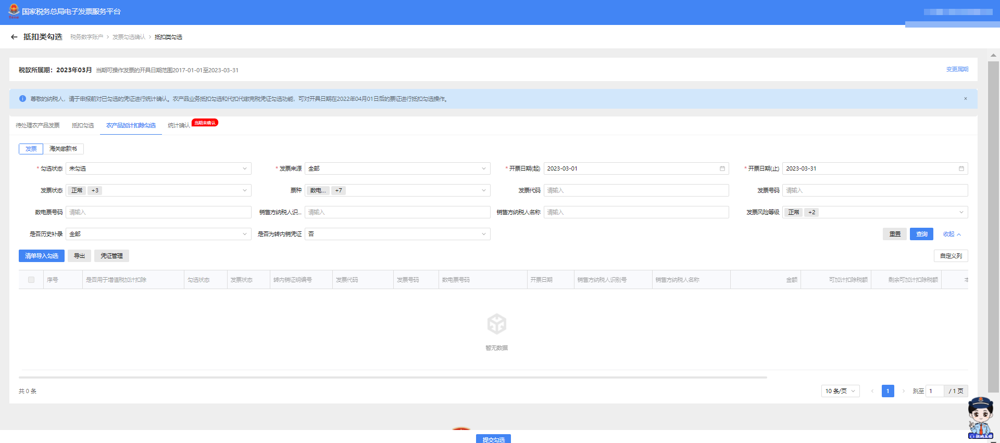 国家税务总局电子发票服务平台
抵扣类勾选 税务数字账户 > 发票勾选确认 > 抵扣类勾选
税款所属期：2023年03月 当期可操作发票的开具日期范围2017-01-01至2023-03-31 变更属期
尊敬的纳税人，请于申报前对已勾选的凭证进行统计确认。农产品业务抵扣勾选和代扣代缴完税凭证勾选功能，可对开具日期在2022年04月01日后的票证进行抵扣勾选操作。 ×
待处理农产品发票 抵扣勾选 农产品加计扣除勾选 统计确认 当期未确认
发票 海关缴款书
* 勾选状态 未勾选 * 发票来源 全部 * 开票日期(起) 2023-03-01 * 开票日期(止) 2023-03-31
发票状态 正常 +3 票种 数电... +7 发票代码 请输入 发票号码 请输入
数电票号码 请输入 销售方纳税人识... 请输入 销售方纳税人名称 请输入 发票风险等级 正常 +2
是否历史补录 全部 是否为转内销凭证 否 重置 查询 收起
清单导入勾选 导出 凭证管理 自定义列
序号 是否用于增值税加计扣除 勾选状态 发票状态 转内销证明编号 发票代码 发票号码 数电票号码 开票日期 销售方纳税人识别号 销售方纳税人名称 金额 可加计扣除税额 剩余可加计扣除税额 本
暂无数据
共 0 条 10 条/页 < 1 > 跳至 1 / 1 页
提交勾选